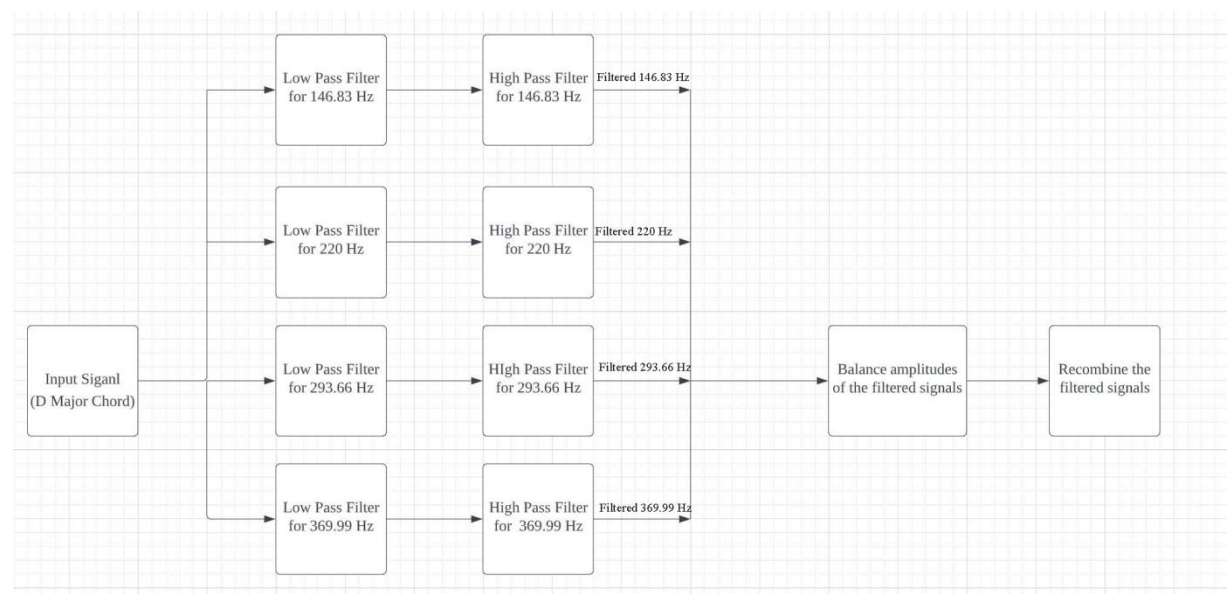 Low Pass Filter
for 146.83 Hz
High Pass Filter
for 146.83 Hz
Filtered 146.83 Hz
Low Pass Filter
for 220 Hz
High Pass Filter
for 220 Hz
Filtered 220 Hz
Input Siganl
(D Major Chord)
Low Pass Filter
for 293.66 Hz
HIgh Pass Filter
for 293.66 Hz
Filtered 293.66 Hz
Balance amplitudes
of the filtered signals
Recombine the
filtered signals
Low Pass Filter
for 369.99 Hz
High Pass Filter
for 369.99 Hz
Filtered 369.99 Hz